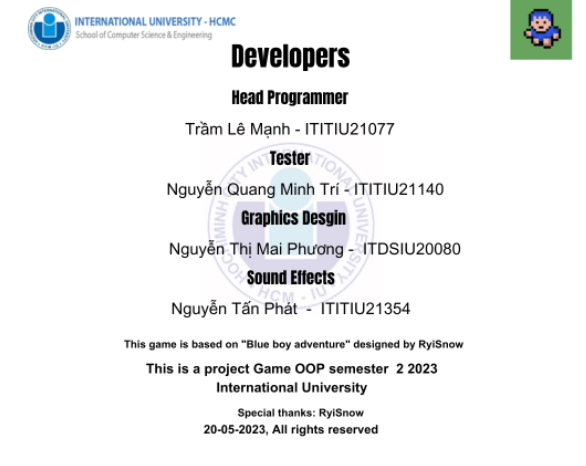 INTERNATIONAL UNIVERSITY - HCMC
School of Computer Science & Engineering
Developers
Head Programmer
Trầm Lê Mạnh - ITITIU21077
Tester
Nguyễn Quang Minh Trí - ITITIU21140
Graphics Desgin
Nguyễn Thị Mai Phương - ITDSIU20080
Sound Effects
Nguyễn Tấn Phát - ITITIU21354
This game is based on "Blue boy adventure" designed by RyiSnow
This is a project Game OOP semester 2 2023
International University
Special thanks: RyiSnow
20-05-2023, All rights reserved